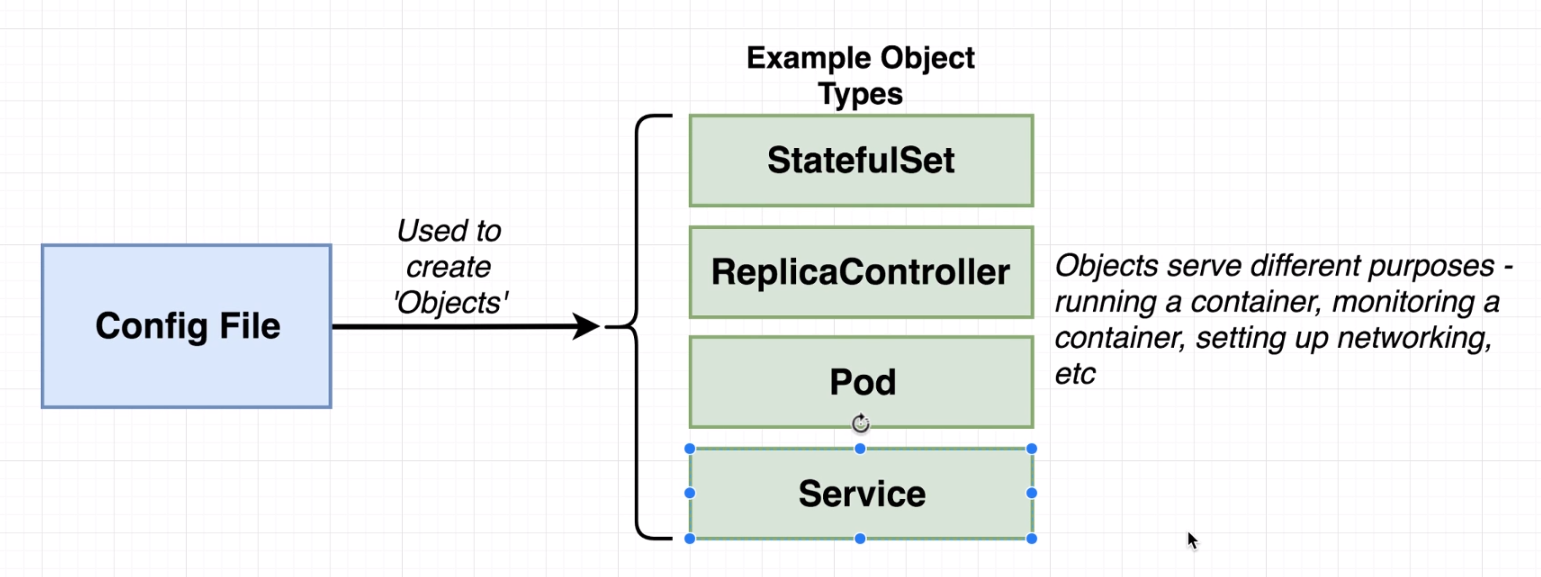 Example Object
Types
StatefulSet
Used to
create
'Objects'
Config File
ReplicaController
Pod
Service
Objects serve different purposes -
running a container, monitoring a
container, setting up networking,
etc